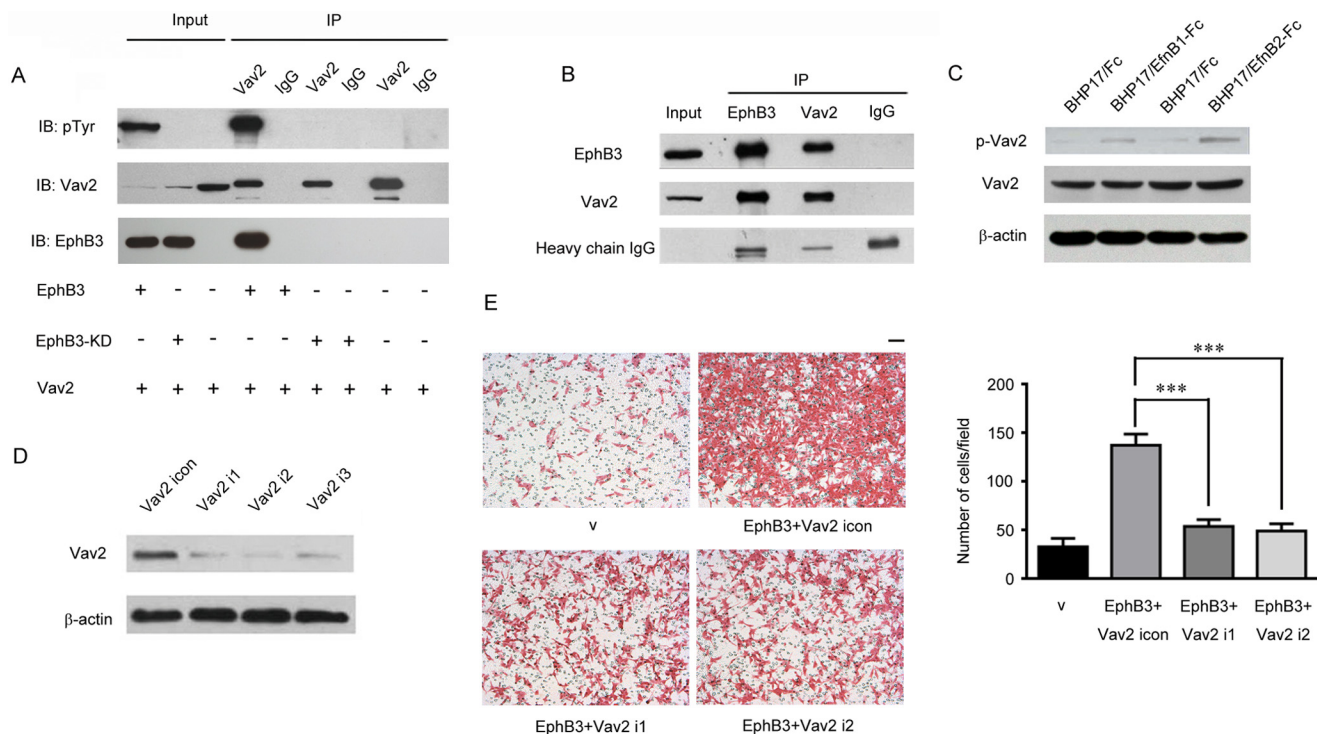 A
Input IP
Vav2 IgG Vav2 IgG Vav2 IgG
IB: pTyr
IB: Vav2
IB: EphB3
EphB3 + - - + + - - - -
EphB3-KD - + - - - + + - -
Vav2 + + + + + + + + +
B
IP
Input EphB3 Vav2 IgG
EphB3
Vav2
Heavy chain IgG
C
BHP17/Fc BHP17/EfnB1-Fc BHP17/Fc BHP17/EfnB2-Fc
p-Vav2
Vav2
β-actin
D
Vav2 icon Vav2 i1 Vav2 i2 Vav2 i3
Vav2
β-actin
E
v EphB3+Vav2 icon
EphB3+Vav2 i1 EphB3+Vav2 i2
***
***
Number of cells/field
200
150
100
50
0
v EphB3+ EphB3+ EphB3+
Vav2 icon Vav2 i1 Vav2 i2